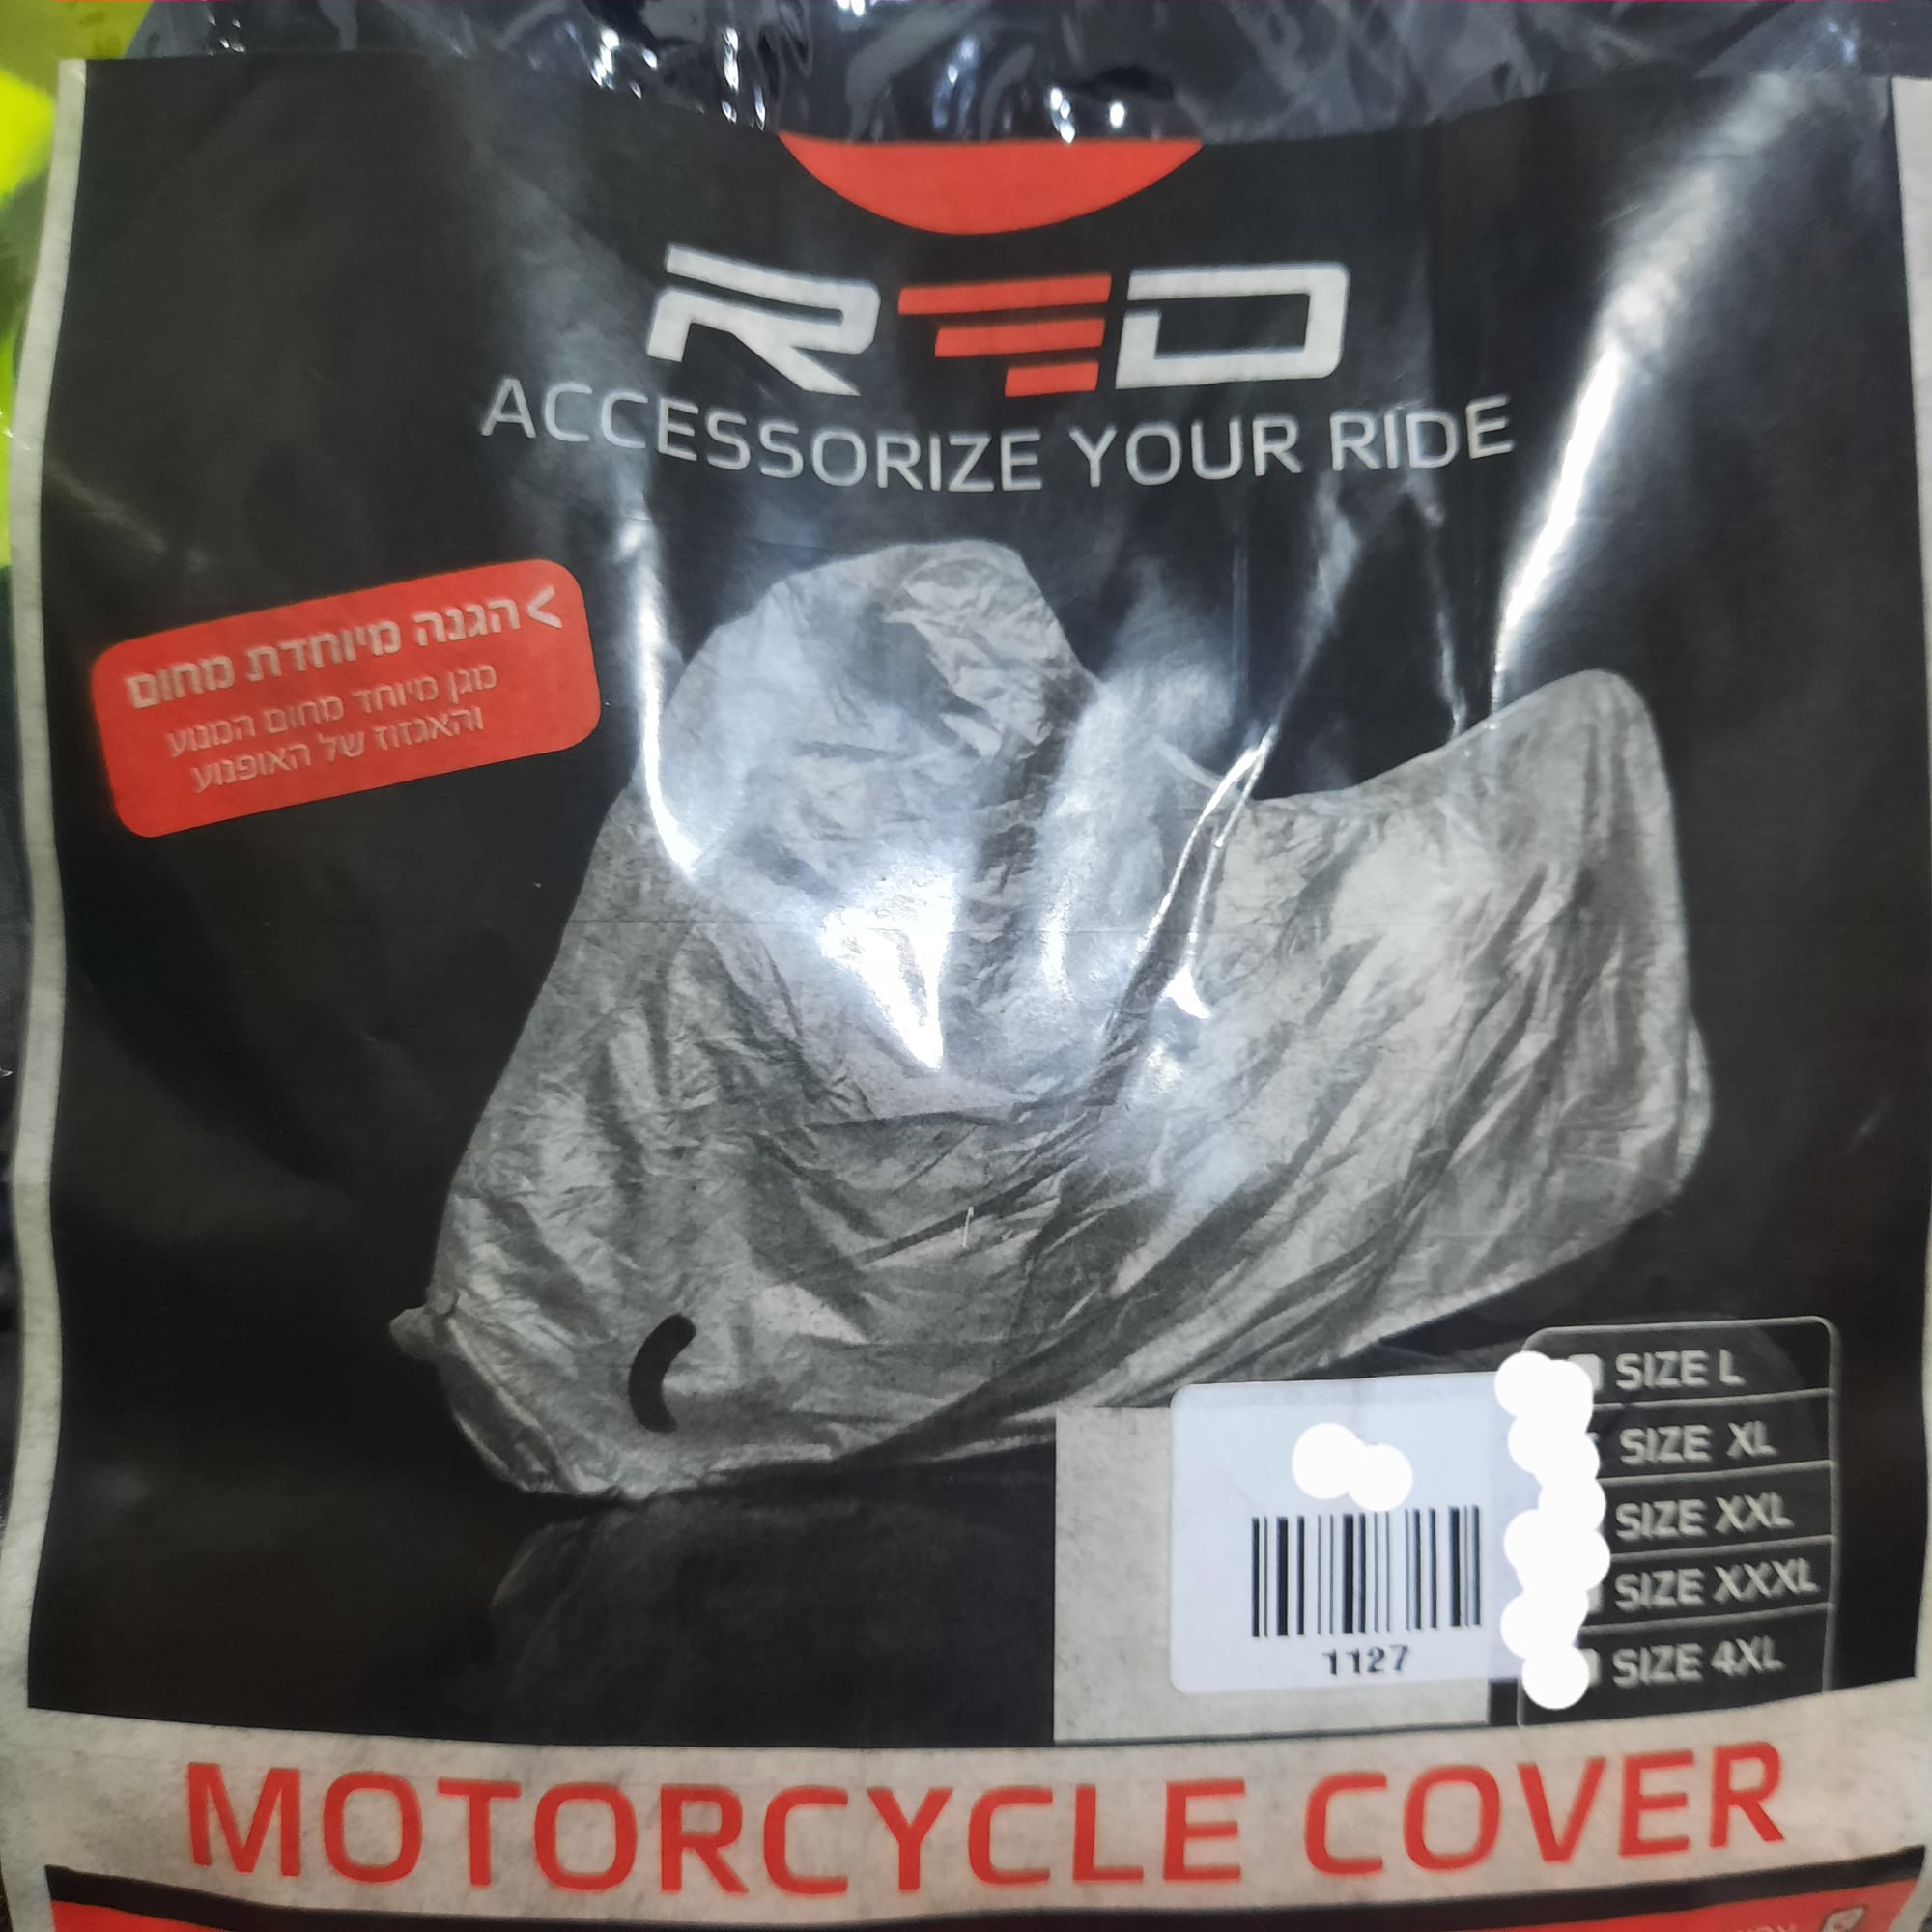 RED
ACCESSORIZE YOUR RIDE
הגנה מיוחדת מחום
מגן מיוחד מחום המנוע
והאגזוז של האופנוע
SIZE L
SIZE XL
SIZE XXL
SIZE XXXL
SIZE 4XL
1127
MOTORCYCLE COVER